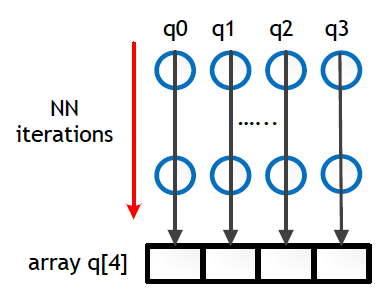 q0 q1 q2 q3
NN
iterations
...…
array q[4]